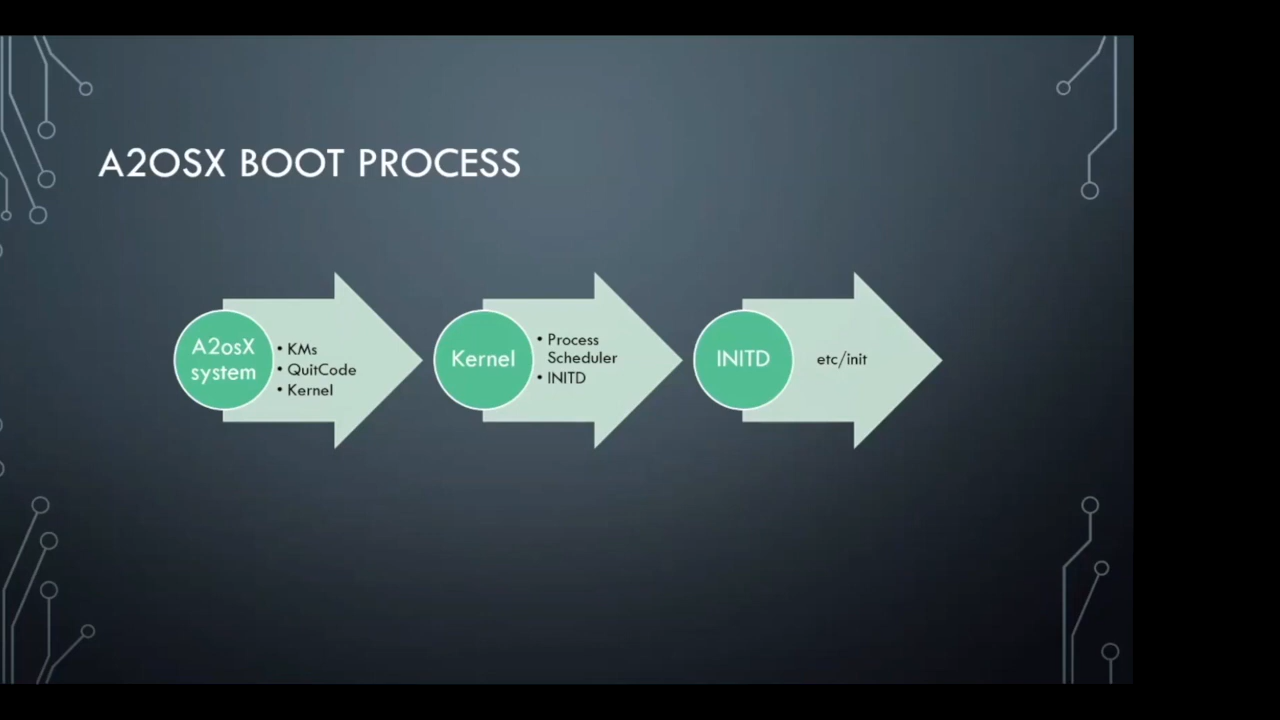 A2OSX BOOT PROCESS
A2osX
system
• KMs
• QuitCode
• Kernel
Kernel
• Process
Scheduler
• INITD
INITD
etc/init